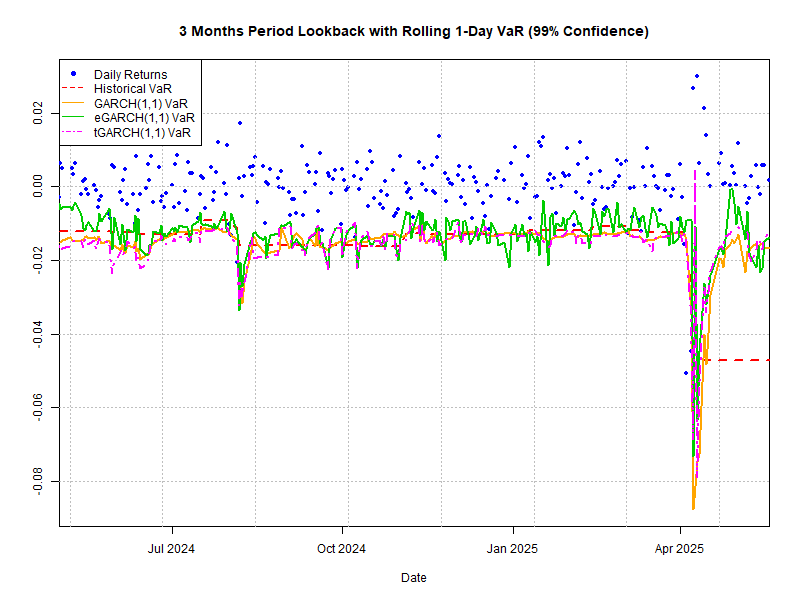 3 Months Period Lookback with Rolling 1-Day VaR (99% Confidence)
Daily Returns
Historical VaR
GARCH(1,1) VaR
eGARCH(1,1) VaR
tGARCH(1,1) VaR
0.02
0.00
-0.02
-0.04
-0.06
-0.08
Jul 2024
Oct 2024
Jan 2025
Apr 2025
Date